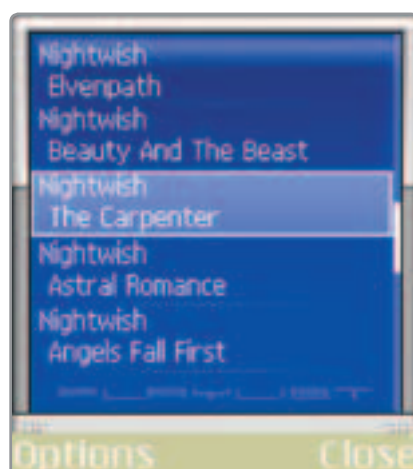 Nightwish
Elvenpath
Nightwish
Beauty And The Beast
Nightwish
The Carpenter
Nightwish
Astral Romance
Nightwish
Angels Fall First
Options Close